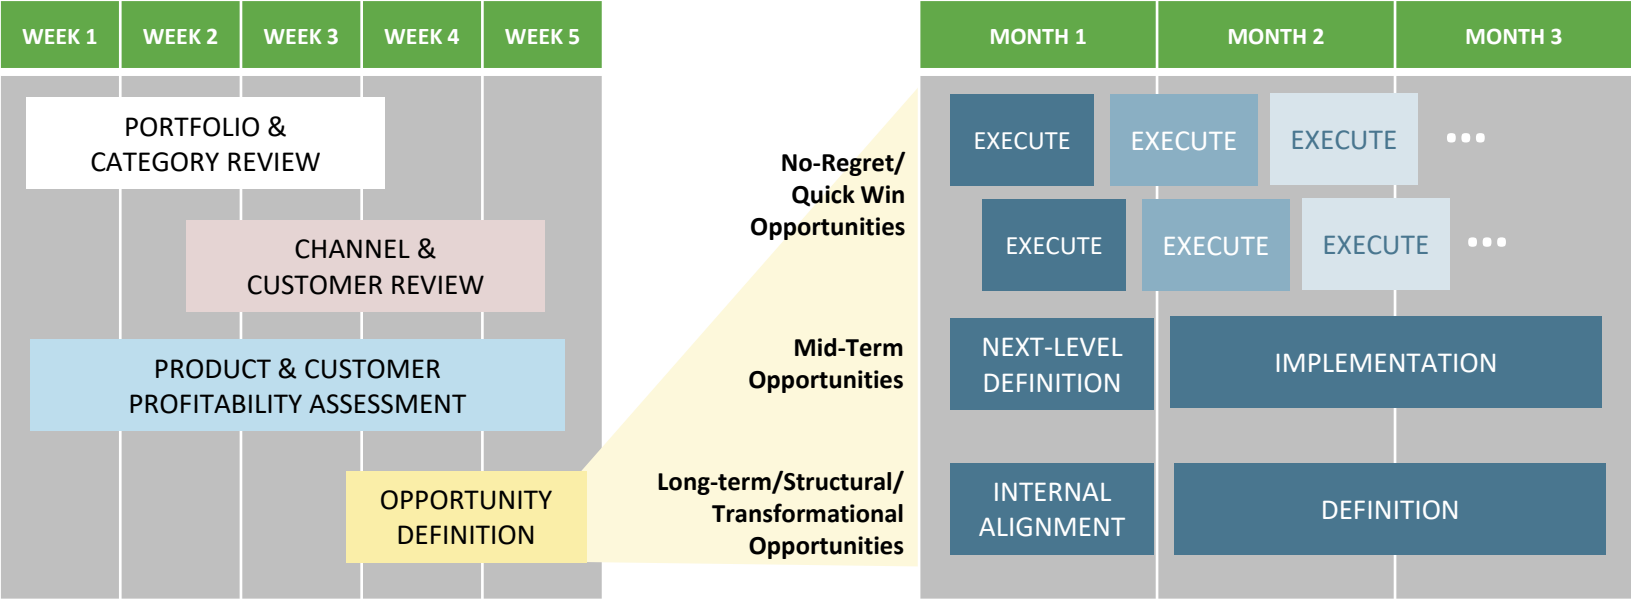 WEEK 1 WEEK 2 WEEK 3 WEEK 4 WEEK 5
PORTFOLIO &
CATEGORY REVIEW
CHANNEL &
CUSTOMER REVIEW
PRODUCT & CUSTOMER
PROFITABILITY ASSESSMENT
OPPORTUNITY
DEFINITION
No-Regret/
Quick Win
Opportunities
Mid-Term
Opportunities
Long-term/Structural/
Transformational
Opportunities
MONTH 1 MONTH 2 MONTH 3
EXECUTE EXECUTE EXECUTE ...
EXECUTE EXECUTE EXECUTE ...
NEXT-LEVEL
DEFINITION
IMPLEMENTATION
INTERNAL
ALIGNMENT
DEFINITION